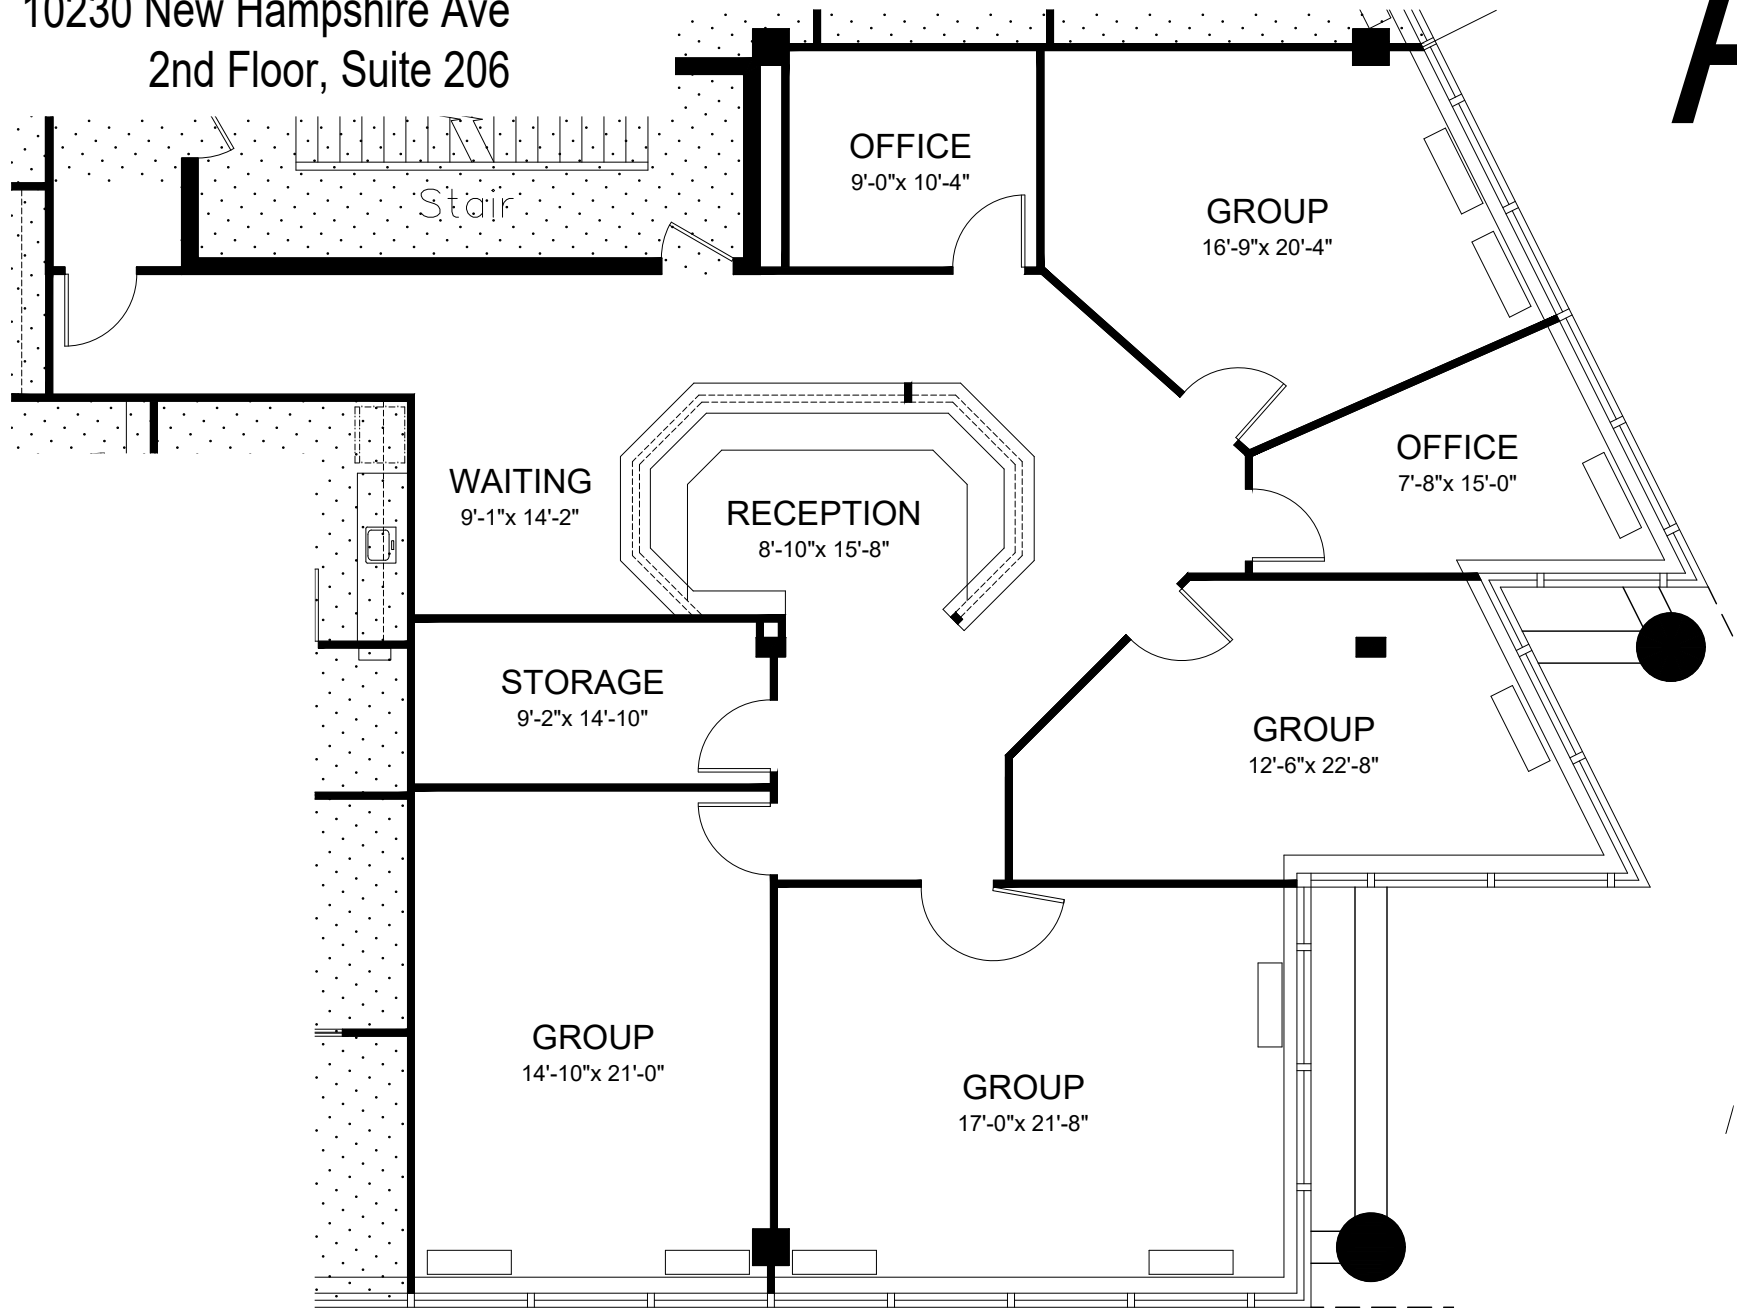 10230 New Hampshire Ave
2nd Floor, Suite 206
OFFICE
9'-0"x 10'-4"
Stair
GROUP
16'-9"x 20'-4"
OFFICE
7'-8"x 15'-0"
WAITING
9'-1"x 14'-2"
RECEPTION
8'-10"x 15'-8"
STORAGE
9'-2"x 14'-10"
GROUP
12'-6"x 22'-8"
GROUP
14'-10"x 21'-0"
GROUP
17'-0"x 21'-8"